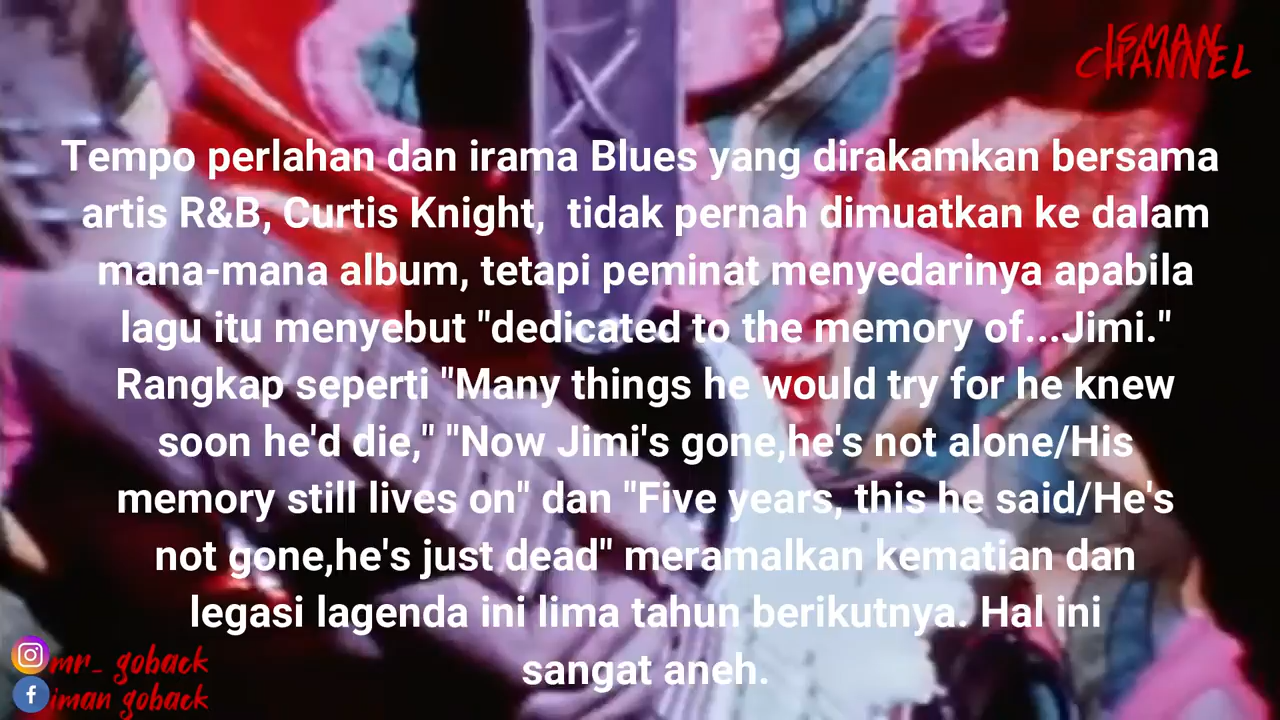 ISMAN
CHANNEL
Tempo perlahan dan irama Blues yang dirakamkan bersama
artis R&B, Curtis Knight,  tidak pernah dimuatkan ke dalam
mana-mana album, tetapi peminat menyedarinya apabila
lagu itu menyebut "dedicated to the memory of...Jimi."
Rangkap seperti "Many things he would try for he knew
soon he'd die," "Now Jimi's gone,he's not alone/His
memory still lives on" dan "Five years, this he said/He's
not gone,he's just dead" meramalkan kematian dan
legasi lagenda ini lima tahun berikutnya. Hal ini
sangat aneh.
mr_ goback
iman goback